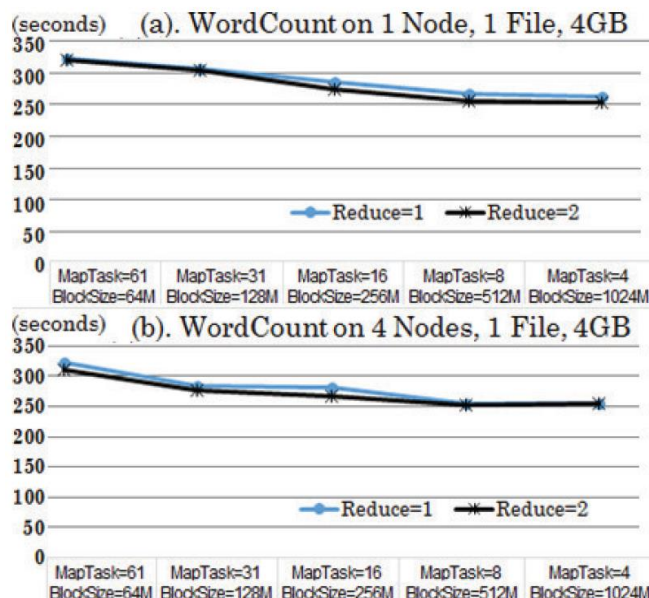 (seconds) (a). WordCount on 1 Node, 1 File, 4GB
350
300
250
200
150
100
50
0
Reduce=1 Reduce=2
MapTask=61 MapTask=31 MapTask=16 MapTask=8 MapTask=4
BlockSize=64M BlockSize=128M BlockSize=256M BlockSize=512M BlockSize=1024M
(seconds) (b). WordCount on 4 Nodes, 1 File, 4GB
350
300
250
200
150
100
50
0
Reduce=1 Reduce=2
MapTask=61 MapTask=31 MapTask=16 MapTask=8 MapTask=4
BlockSize=64M BlockSize=128M BlockSize=256M BlockSize=512M BlockSize=1024M